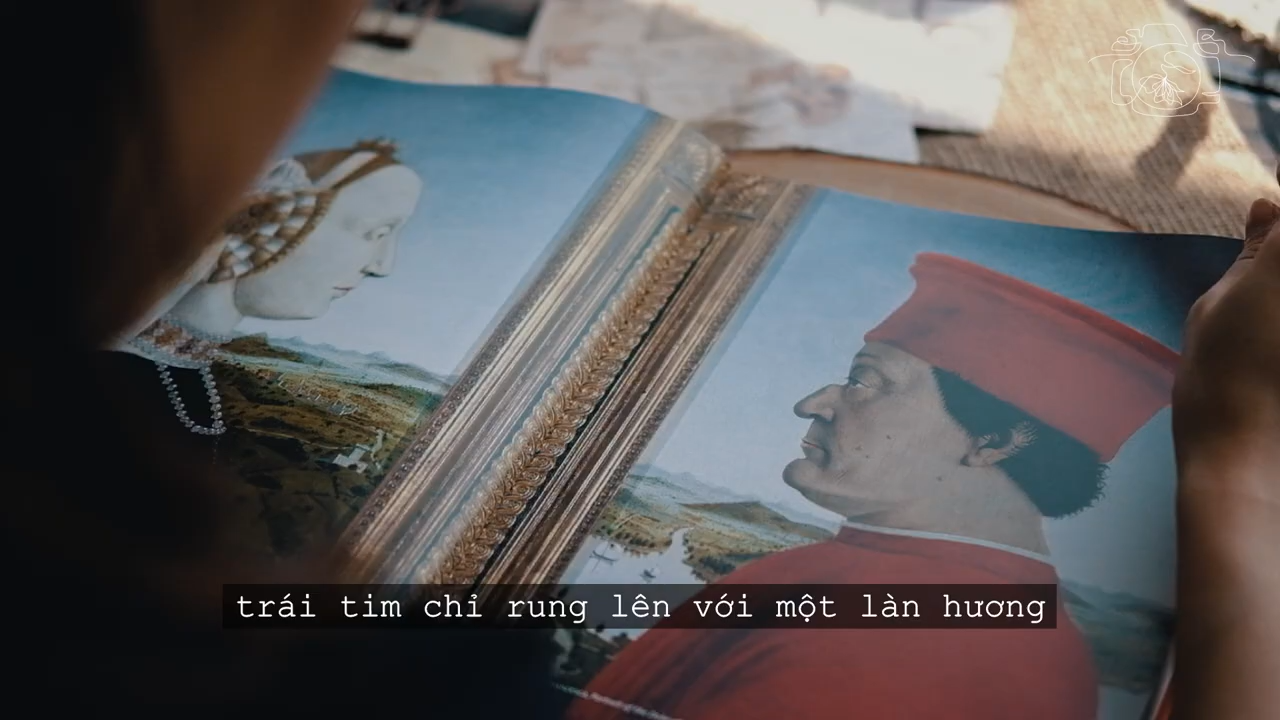 trái tim chỉ rung lên với một làn hương